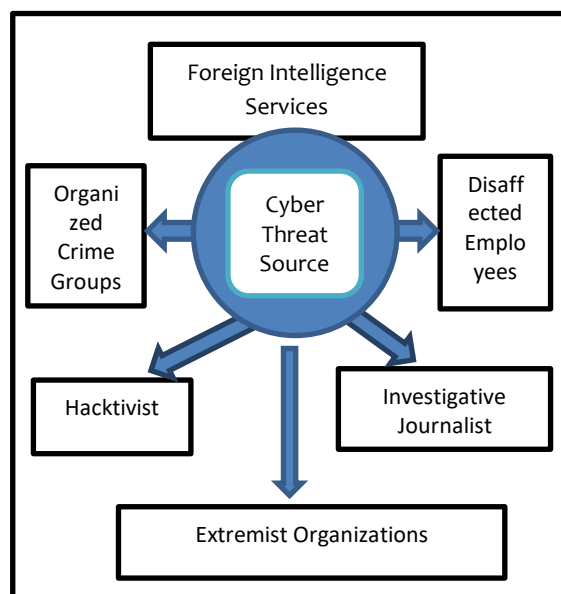 Foreign Intelligence
Services
Organi
zed
Crime
Groups
Cyber
Threat
Source
Disaff
ected
Emplo
yees
Hacktivist
Investigative
Journalist
Extremist Organizations